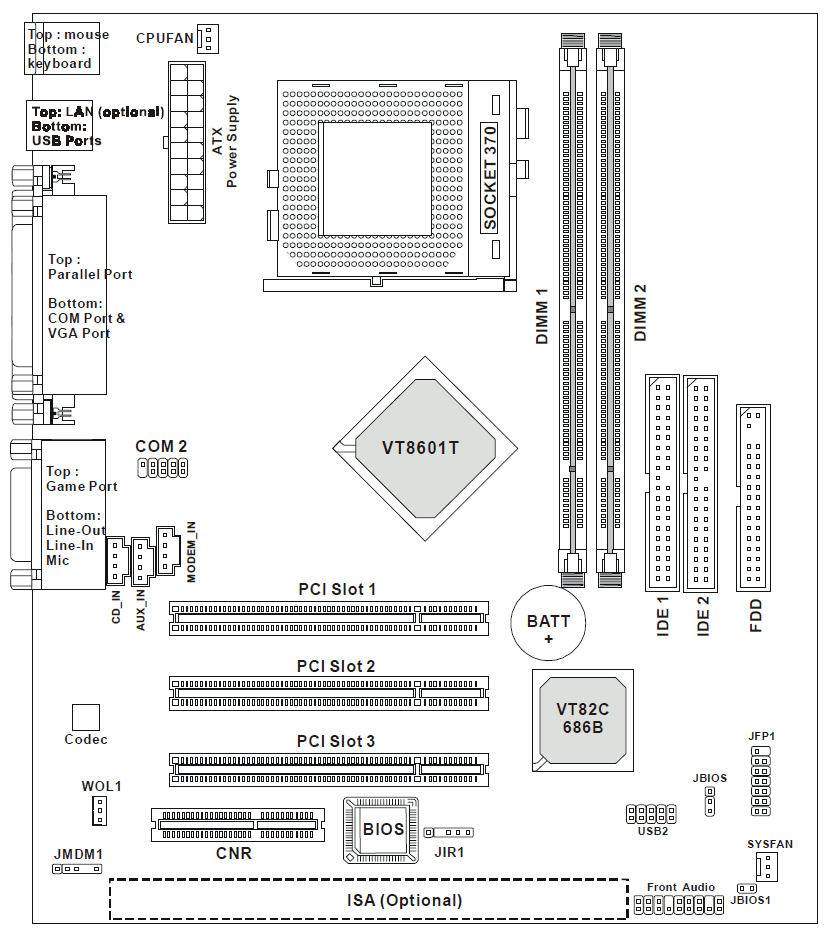 Top : mouse
Bottom :
keyboard
CPUFAN
Top: LAN (optional)
Bottom:
USB Ports
ATX
Power Supply
SOCKET 370
DIMM 1
DIMM 2
Top :
Parallel Port
Bottom:
COM Port &
VGA Port
COM 2
VT8601T
Top :
Game Port
Bottom:
Line-Out
Line-In
Mic
CD_IN
AUX_IN
MODEM_IN
IDE 1
IDE 2
FDD
PCI Slot 1
BATT
+
PCI Slot 2
VT82C
686B
Codec
PCI Slot 3
JFP1
JBIOS
WOL1
USB2
CNR
BIOS
JIR1
SYSFAN
JMDM1
ISA (Optional)
Front Audio
JBIOS1